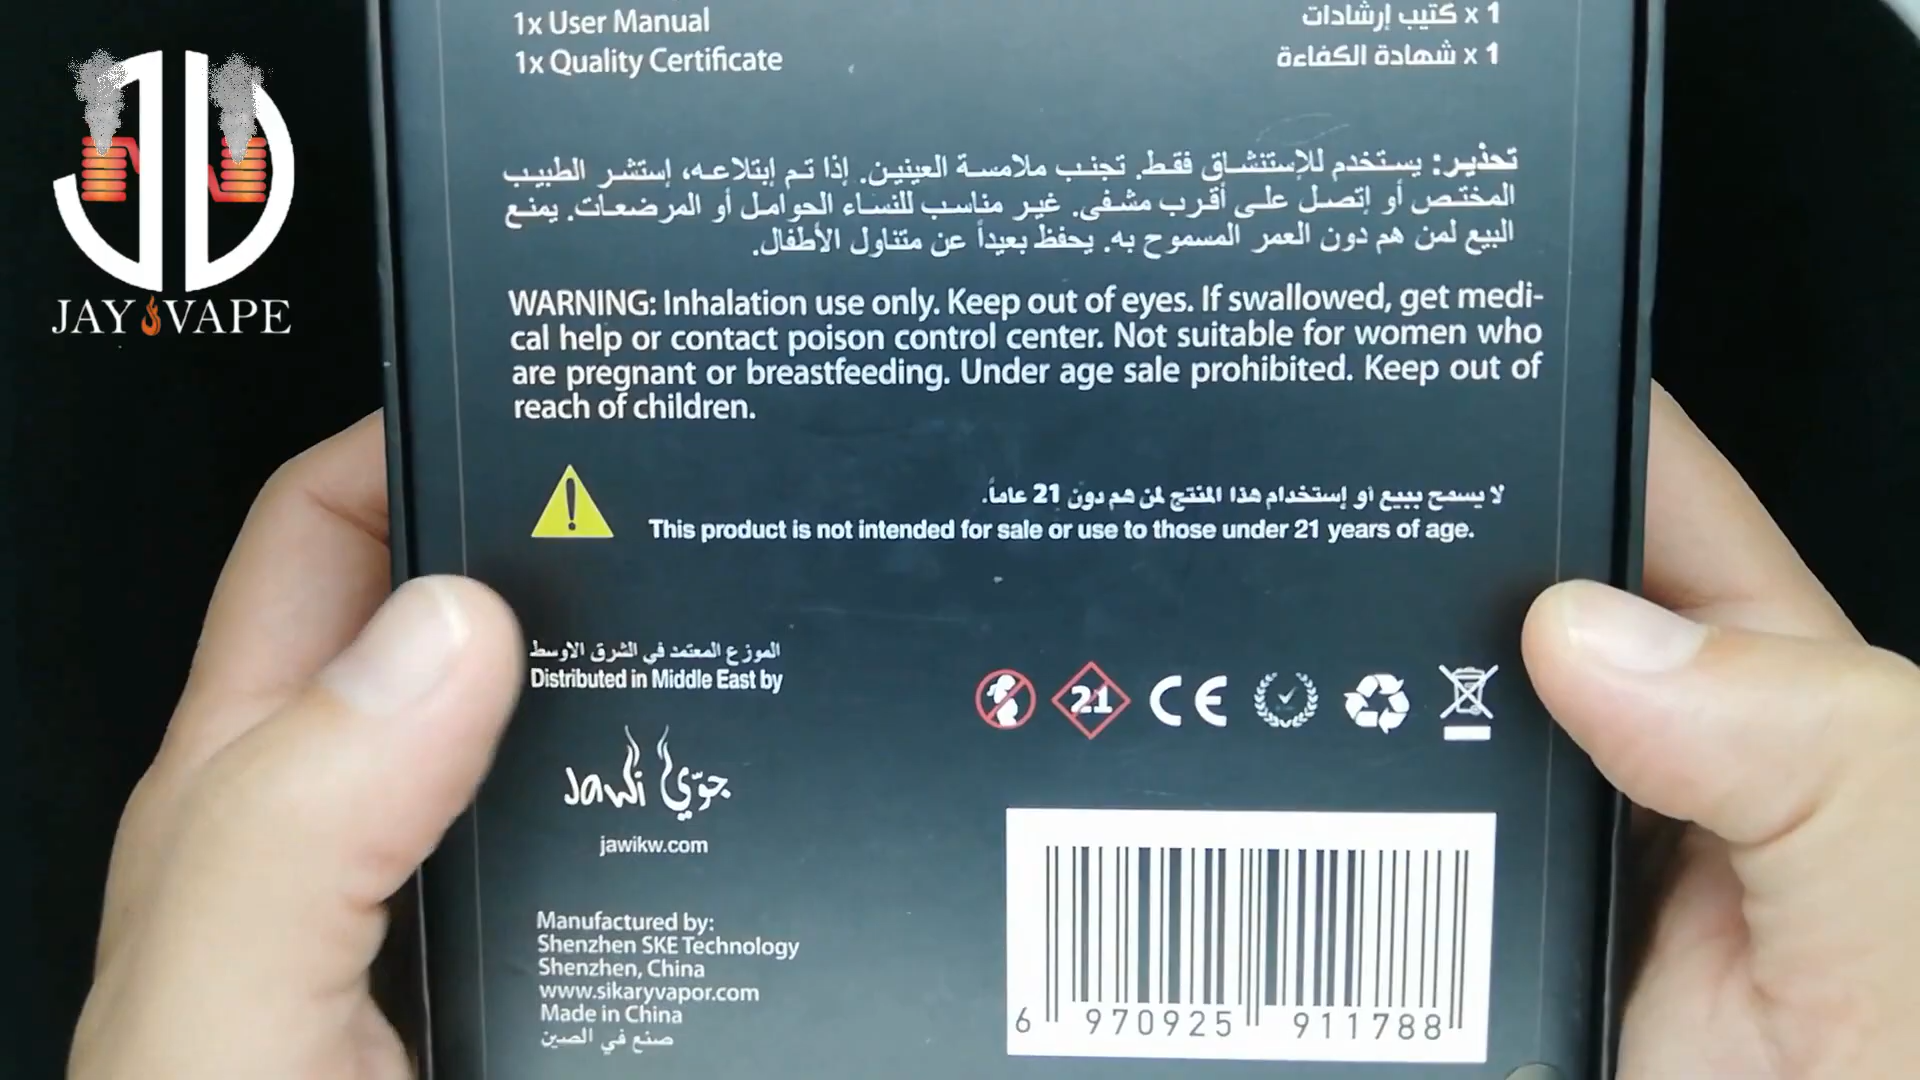 1x User Manual
1 x كتيب إرشادات
1x Quality Certificate
1 x شهادة الكفاءة
JAY VAPE
تحذير: يستخدم للإستنشاق فقط. تجنب ملامسة العينين. إذا تم إبتلاعه، إستشر الطبيب
المختص أو إتصل على أقرب مشفى. غير مناسب للنساء الحوامل أو المرضعات. يمنع
البيع لمن هم دون العمر المسموح به. يحفظ بعيداً عن متناول الأطفال.
WARNING: Inhalation use only. Keep out of eyes. If swallowed, get medi-
cal help or contact poison control center. Not suitable for women who
are pregnant or breastfeeding. Under age sale prohibited. Keep out of
reach of children.
لا يسمح ببيع او إستخدام هذا المنتج لمن هم دون 21 عاماً.
This product is not intended for sale or use to those under 21 years of age.
الموزع المعتمد في الشرق الاوسط
Distributed in Middle East by
21
CE
Jawi جوّي
jawikw.com
Manufactured by:
Shenzhen SKE Technology
Shenzhen, China
www.sikaryvapor.com
Made in China
صنع في الصين
6 970925 911788